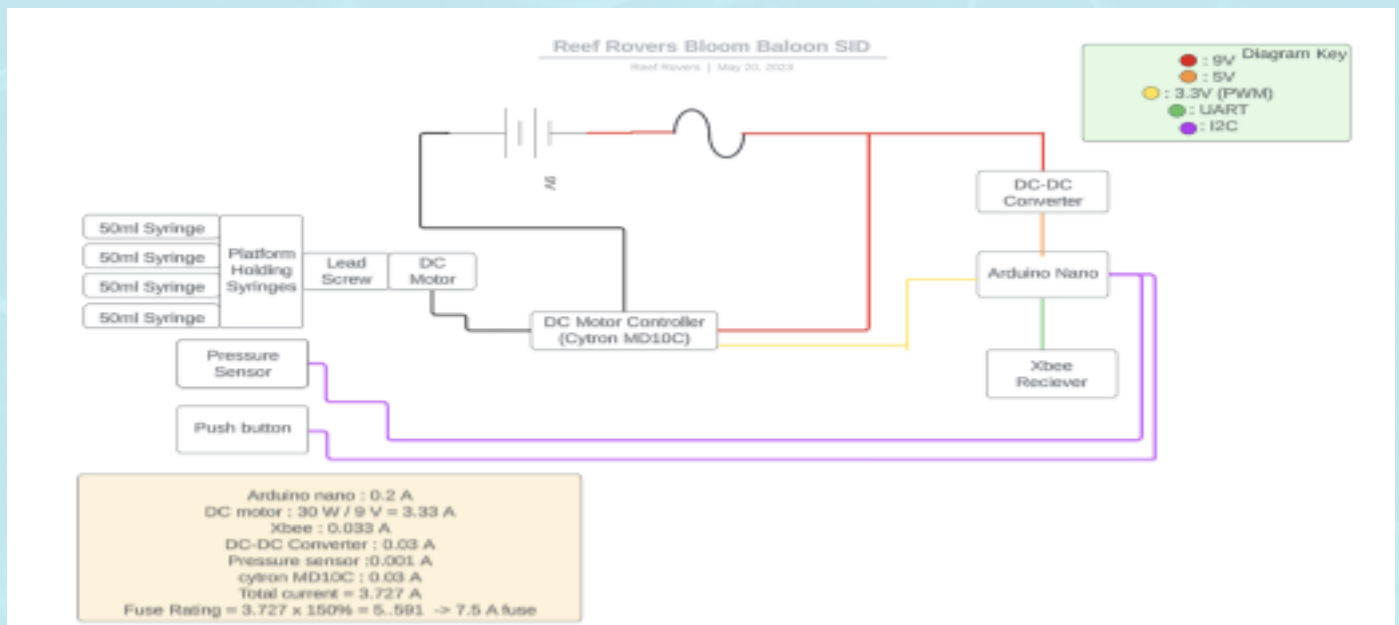 Reef Rovers Bloom Baloon SID
Reef Rovers | May 20, 2023
Diagram Key
: 9V
: 5V
: 3.3V (PWM)
: UART
: I2C
9V
DC-DC
Converter
50ml Syringe
50ml Syringe
50ml Syringe
50ml Syringe
Platform
Holding
Syringes
Lead
Screw
DC
Motor
Arduino Nano
DC Motor Controller
(Cytron MD10C)
Pressure
Sensor
Xbee
Reciever
Push button
Arduino nano : 0.2 A
DC motor : 30 W / 9 V = 3.33 A
Xbee : 0.033 A
DC-DC Converter : 0.03 A
Pressure sensor :0.001 A
cytron MD10C : 0.03 A
Total current = 3.727 A
Fuse Rating = 3.727 x 150% = 5..591 -> 7.5 A fuse